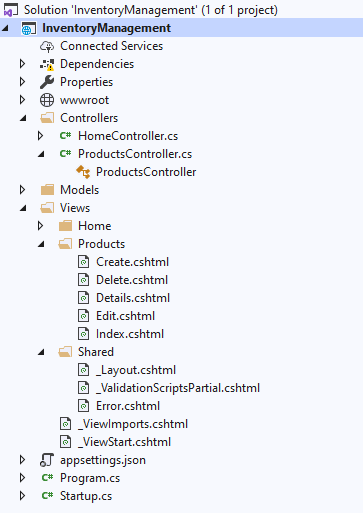 Solution 'InventoryManagement' (1 of 1 project)
InventoryManagement
Connected Services
Dependencies
Properties
wwwroot
Controllers
C# HomeController.cs
C# ProductsController.cs
ProductsController
Models
Views
Home
Products
Create.cshtml
Delete.cshtml
Details.cshtml
Edit.cshtml
Index.cshtml
Shared
_Layout.cshtml
_ValidationScriptsPartial.cshtml
Error.cshtml
_ViewImports.cshtml
_ViewStart.cshtml
appsettings.json
C# Program.cs
C# Startup.cs